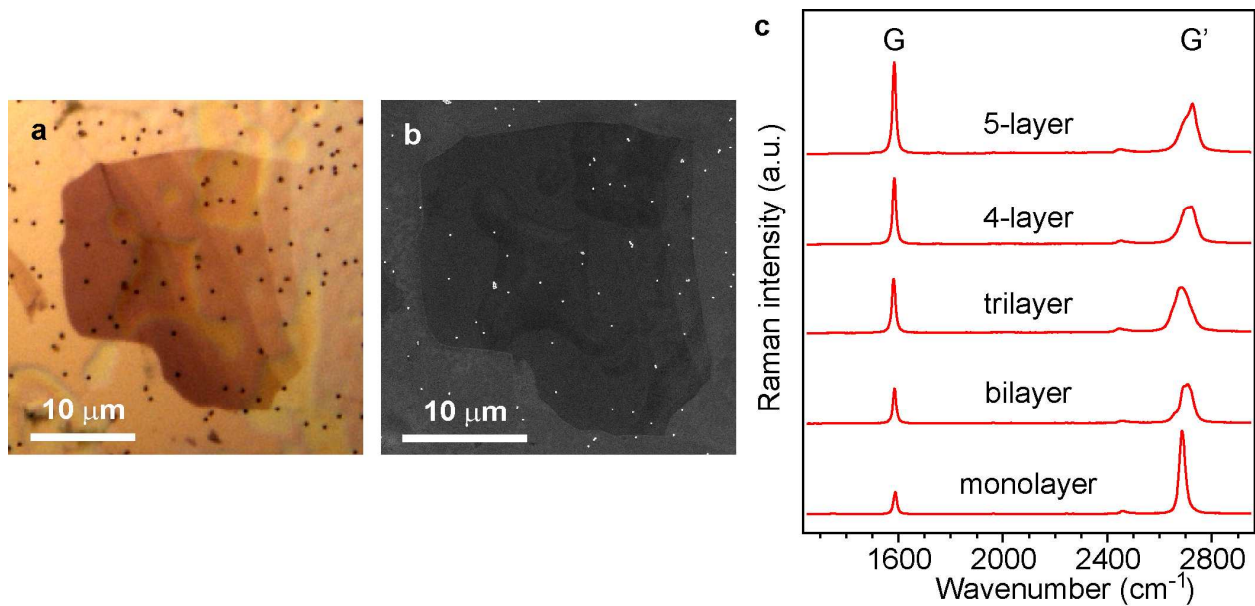 a
10 μm
b
10 μm
c
G
G’
5-layer
4-layer
trilayer
bilayer
monolayer
Raman intensity (a.u.)
1600
2000
2400
2800
Wavenumber (cm⁻¹)